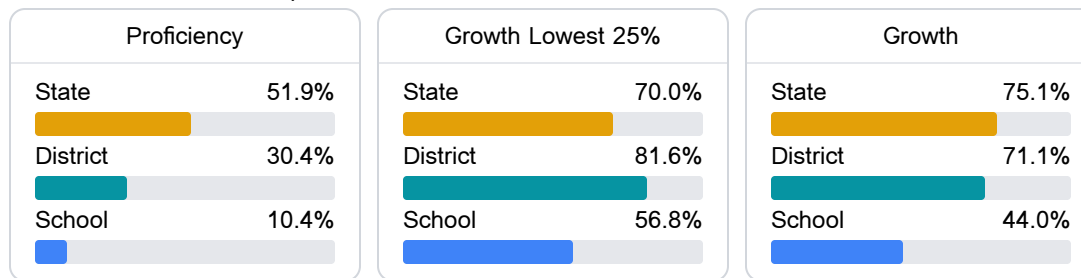 Proficiency
State 51.9%
District 30.4%
School 10.4%
Growth Lowest 25%
State 70.0%
District 81.6%
School 56.8%
Growth
State 75.1%
District 71.1%
School 44.0%